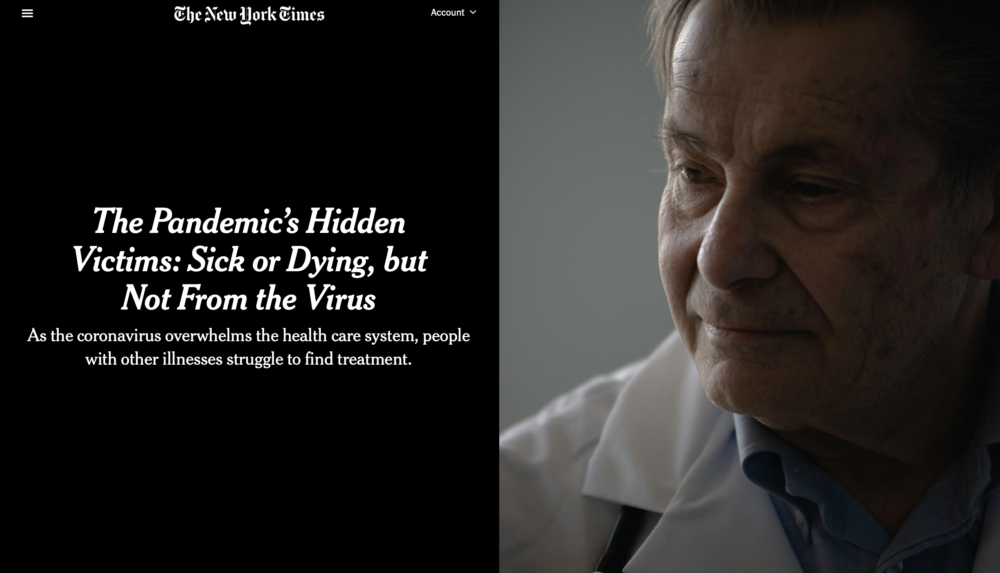 The New York Times
Account
The Pandemic’s Hidden
Victims: Sick or Dying, but
Not From the Virus
As the coronavirus overwhelms the health care system, people
with other illnesses struggle to find treatment.